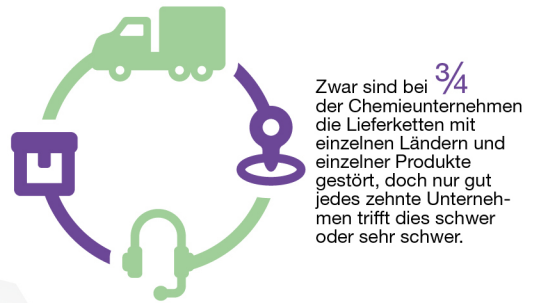 Zwar sind bei ¾
der Chemieunternehmen
die Lieferketten mit
einzelnen Ländern und
einzelner Produkte
gestört, doch nur gut
jedes zehnte Unterneh-
men trifft dies schwer
oder sehr schwer.